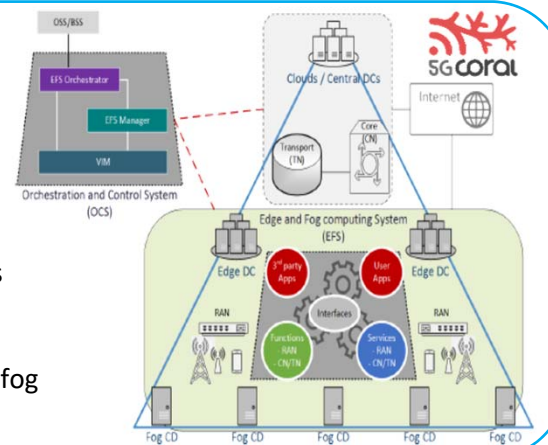 OSS/BSS
EFS Orchestrator
EFS Manager
VIM
Orchestration and Control System
(OCS)
Clouds / Central DCs
Transport
(TN)
Core
(CN)
5G coral
Internet
Edge and Fog computing System
(EFS)
Edge DC
Edge DC
3rd party
Apps
User
Apps
Interfaces
Functions
- RAN
- CN/TN
Services
- RAN
- CN/TN
RAN
RAN
s
fog
Fog CD
Fog CD
Fog CD
Fog CD
Fog CD